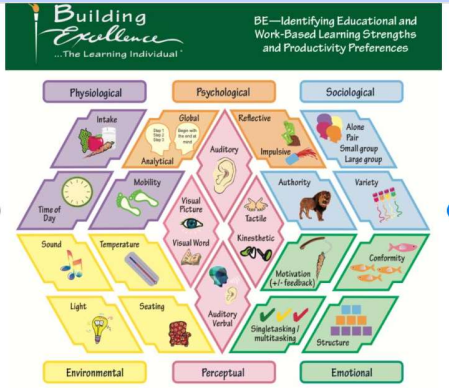 Building
Excellence
...The Learning Individual
BE—Identifying Educational and
Work-Based Learning Strengths
and Productivity Preferences
Physiological
Psychological
Sociological
Intake
Global
Step 1
Step 2
Step 3
Begin with
the end in
mind
Analytical
Auditory
Reflective
Impulsive
Alone
Pair
Small group
Large group
Time of
Day
Mobility
Visual
Picture
Visual Word
Tactile
Kinesthetic
Authority
Variety
Sound
Temperature
Motivation
(+/- feedback)
Conformity
Light
Seating
Auditory
Verbal
Singletasking /
multitasking
Structure
Environmental
Perceptual
Emotional